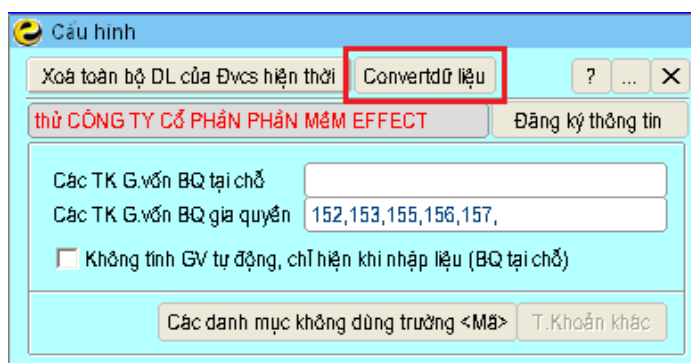 Cấu hình
Xoá toàn bộ DL của Đvcs hiện thời Convertdữ liệu ? ... X
thử CÔNG TY Cổ PHầN PHầN MềM EFFECT Đăng ký thông tin
Các TK G.vốn BQ tại chỗ
Các TK G.vốn BQ gia quyền 152,153,155,156,157,
Không tính GV tự động, chỉ hiện khi nhập liệu (BQ tại chỗ)
Các danh mục không dùng trường <Mã> T.Khoản khác